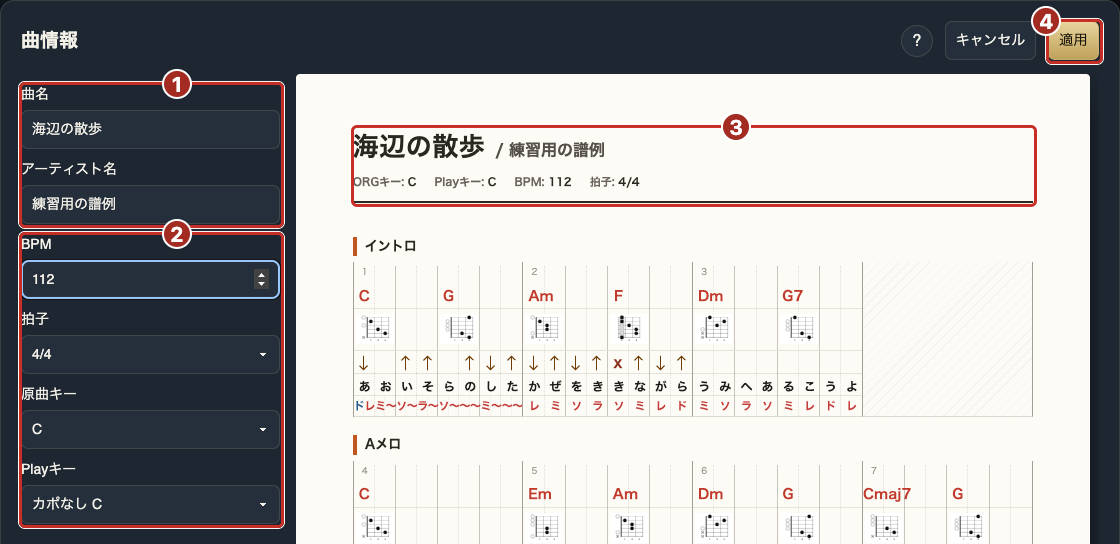 曲情報
?
キャンセル
適用
4
1
曲名
海辺の散歩
アーティスト名
練習用の譜例
2
BPM
112
拍子
4/4
原曲キー
C
Playキー
カポなし C
3
海辺の散歩 / 練習用の譜例
ORGキー: C Playキー: C BPM: 112 拍子: 4/4
イントロ
1 2 3
C G Am F Dm G7
↓ ↑ ↑ ↑ ↓ ↑ ↓ ↑ ↓ ↑ x ↑ ↓ ↑
あ お い そ ら の し た か ぜ を き き な が ら う み へ あ る こ う よ
ドレミ〜ソ〜ラ〜ソ〜〜〜ミ〜〜〜 レ ミ ソ ラ ソ ミ レ ド ミ ソ ラ ソ ミ レ ド レ
Aメロ
4 5 6 7
C Em Am Dm G Cmaj7 G